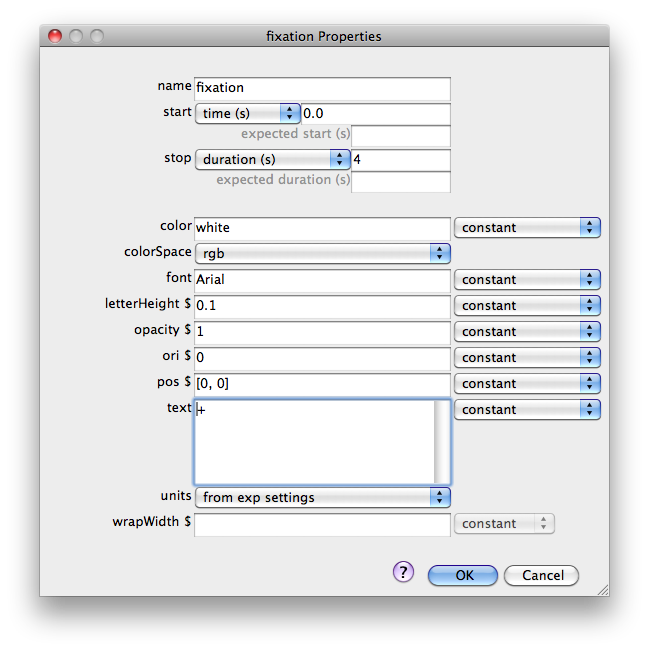 fixation Properties
name fixation
start time (s) 0.0
expected start (s)
stop duration (s) 4
expected duration (s)
color white constant
colorSpace rgb
font Arial constant
letterHeight $ 0.1 constant
opacity $ 1 constant
ori $ 0 constant
pos $ [0, 0] constant
text + constant
units from exp settings
wrapWidth $ constant
? OK Cancel